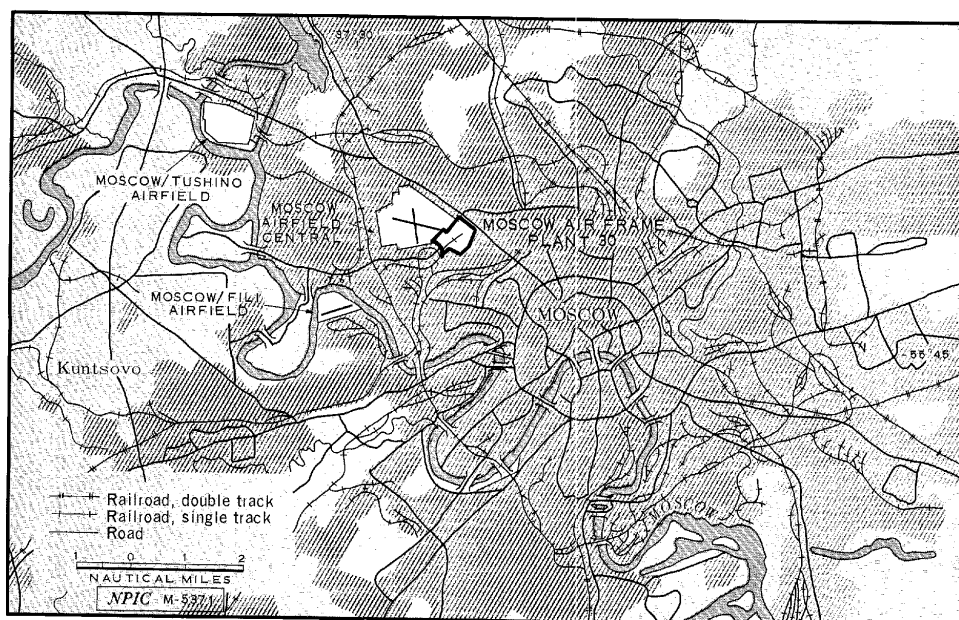 37 30
MOSCOW/TUSHINO
AIRFIELD
MOSCOW
AIRFIELD
CENTRAL
MOSCOW AIR FRAME
PLANT 30
MOSCOW/FILI
AIRFIELD
MOSCOW
55 45
Kuntsovo
MOSCOW
Railroad, double track
Railroad, single track
Road
1 0 1 2
NAUTICAL MILES
NPIC M-5371